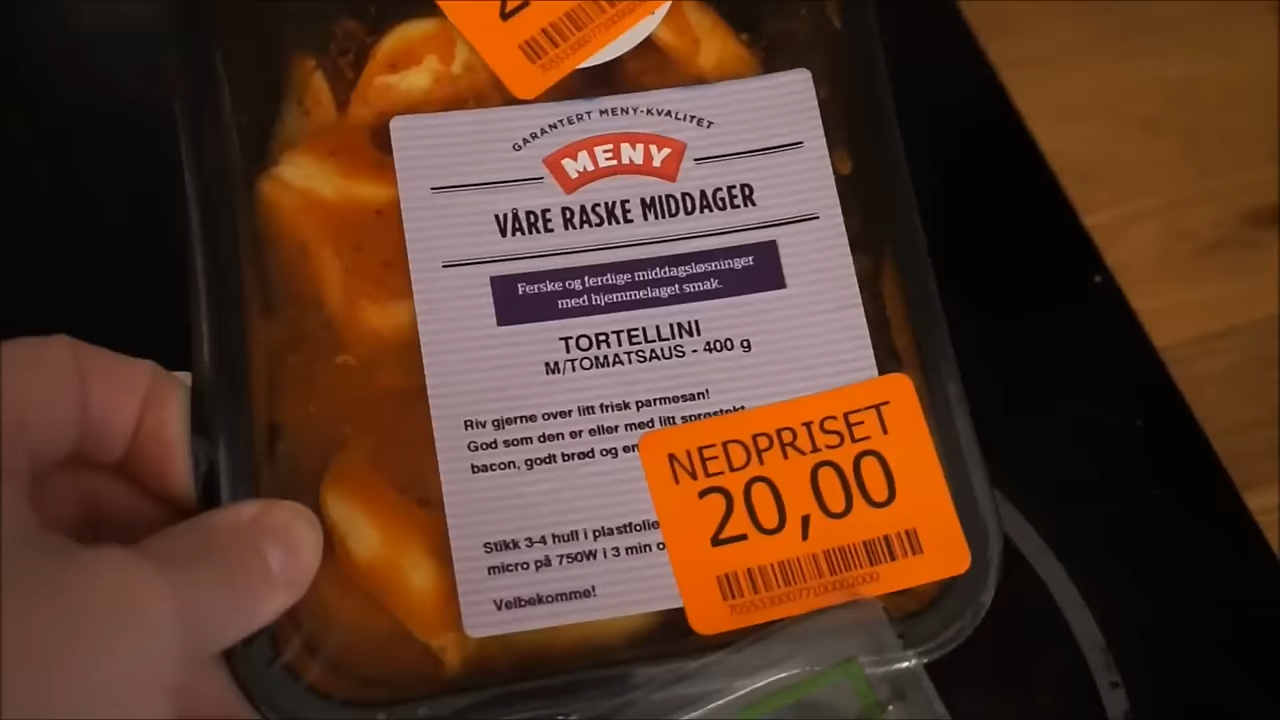 GARANTERT MENY-KVALITET
MENY
VÅRE RASKE MIDDAGER
Ferske og ferdige middagsløsninger
med hjemmelaget smak.
TORTELLINI
M/TOMATSAUS - 400 g
Riv gjerne over litt frisk parmesan!
God som den er eller med litt sprøstekt
bacon, godt brød og en
Stikk 3-4 hull i plastfolie
micro på 750W i 3 min o
Velbekomme!
NEDPRISET
20,00
70553300077100002000